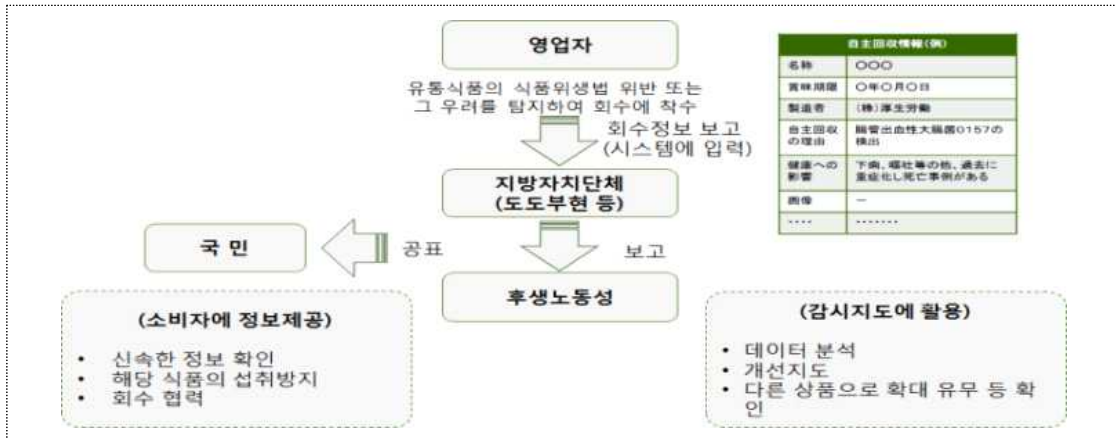 영업자
유통식품의 식품위생법 위반 또는
그 우려를 탐지하여 회수에 착수
회수정보 보고
(시스템에 입력)
지방자치단체
(도도부현 등)
국 민
공표
보고
후생노동성
(소비자에 정보제공)
• 신속한 정보 확인
• 해당 식품의 섭취방지
• 회수 협력
(감시지도에 활용)
• 데이터 분석
• 개선지도
• 다른 상품으로 확대 유무 등 확
인
自主回収情報(例)
名称 〇〇〇
賞味期限 〇年〇月〇日
製造者 (株)厚生労働
自主回収 腸管出血性大腸菌O157の
の理由 検出
健康への 下痢、嘔吐等の他、過去に
影響 重症化し死亡事例がある
画像 －
・・・・ ・・・・・・・